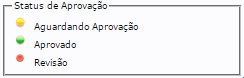 Status de Aprovação
Aguardando Aprovação
Aprovado
Revisão